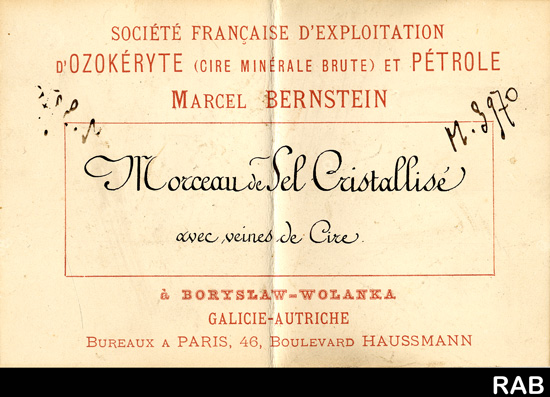 SOCIÉTÉ FRANÇAISE D'EXPLOITATION
D'OZOKÉRYTE (CIRE MINÉRALE BRUTE) ET PÉTROLE
MARCEL BERNSTEIN
M. 3970
Morceau de Sel Cristallisé
avec veines de Cire.
à BORYSLAW-WOLANKA
GALICIE-AUTRICHE
BUREAUX A PARIS, 46, BOULEVARD HAUSSMANN
RAB